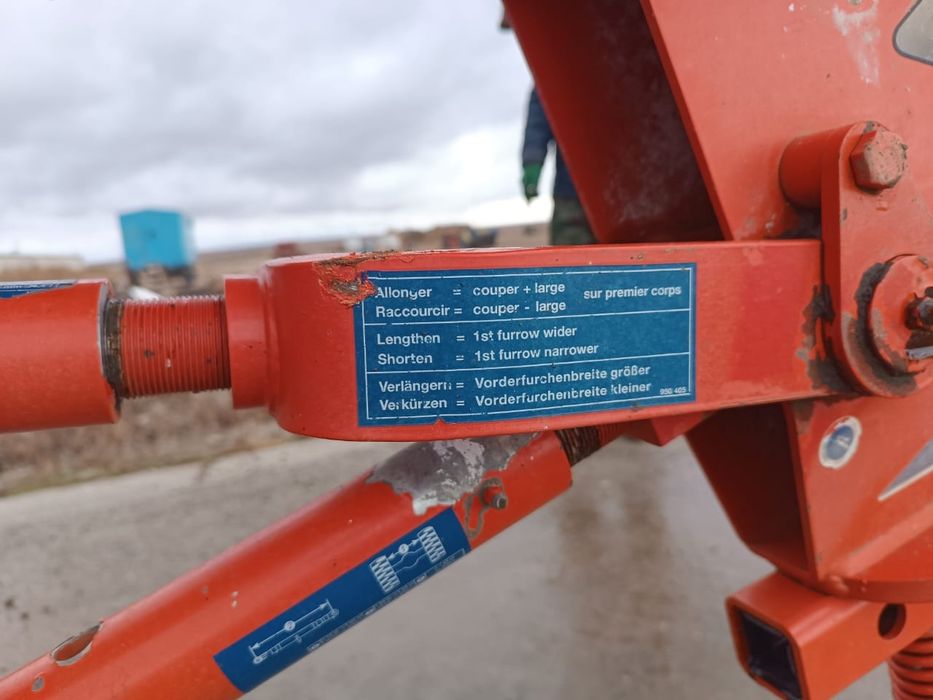 Allonger = couper + large sur premier corps
Raccourcir = couper - large
Lengthen = 1st furrow wider
Shorten = 1st furrow narrower
Verlängern = Vorderfurchenbreite größer
Verkürzen = Vorderfurchenbreite kleiner
950 405